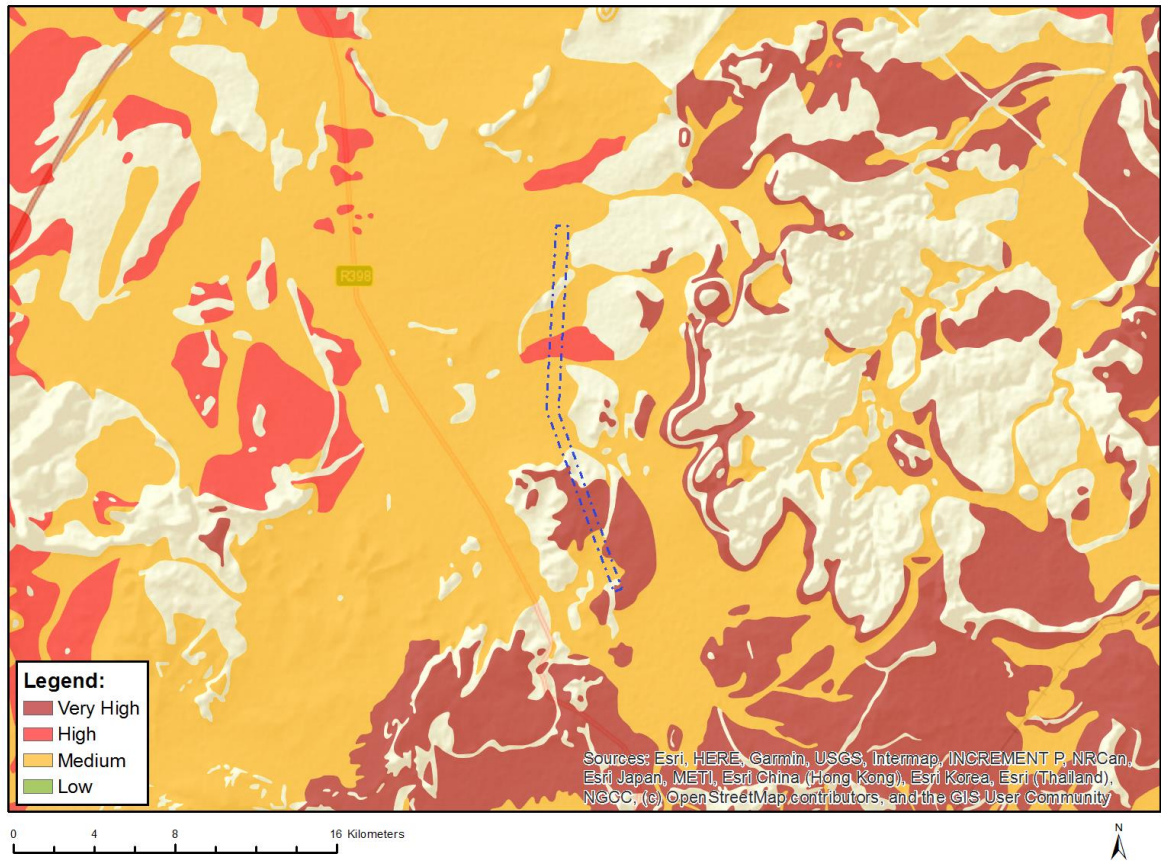 R398
Legend:
Very High
High
Medium
Low
Sources: Esri, HERE, Garmin, USGS, Intermap, INCREMENT P, NRCan,
Esri Japan, METI, Esri China (Hong Kong), Esri Korea, Esri (Thailand),
NGCC, (c) OpenStreetMap contributors, and the GIS User Community
0 4 8 16 Kilometers
N